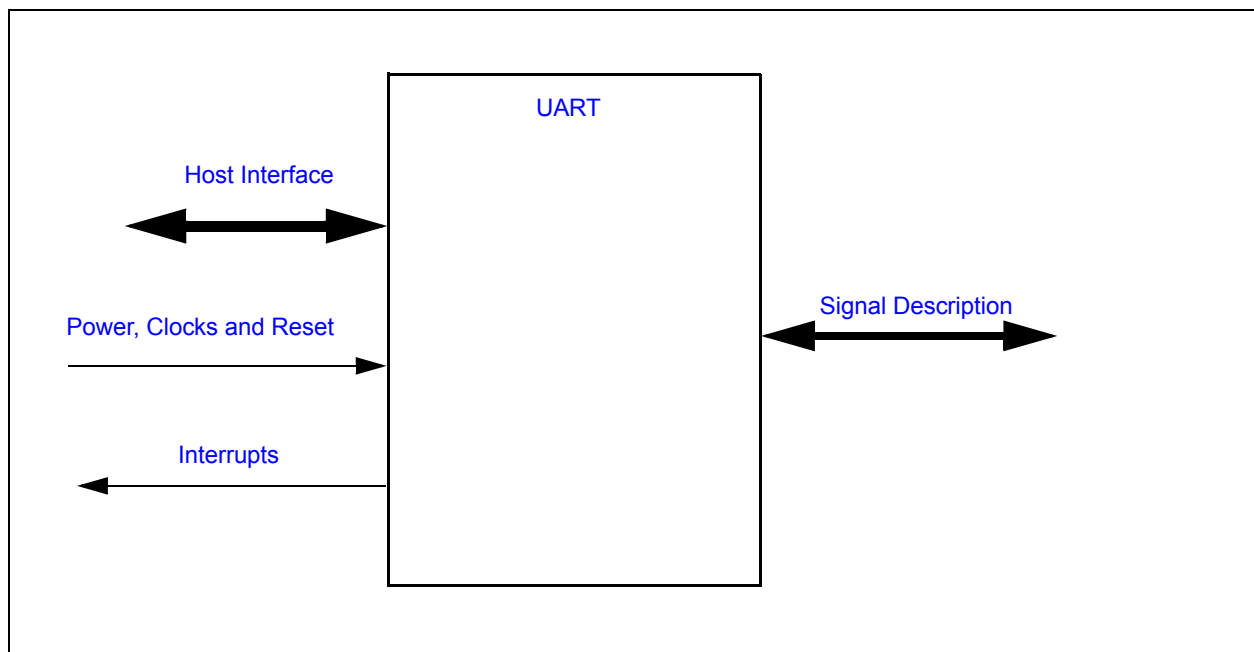 UART
Host Interface
Signal Description
Power, Clocks and Reset
Interrupts